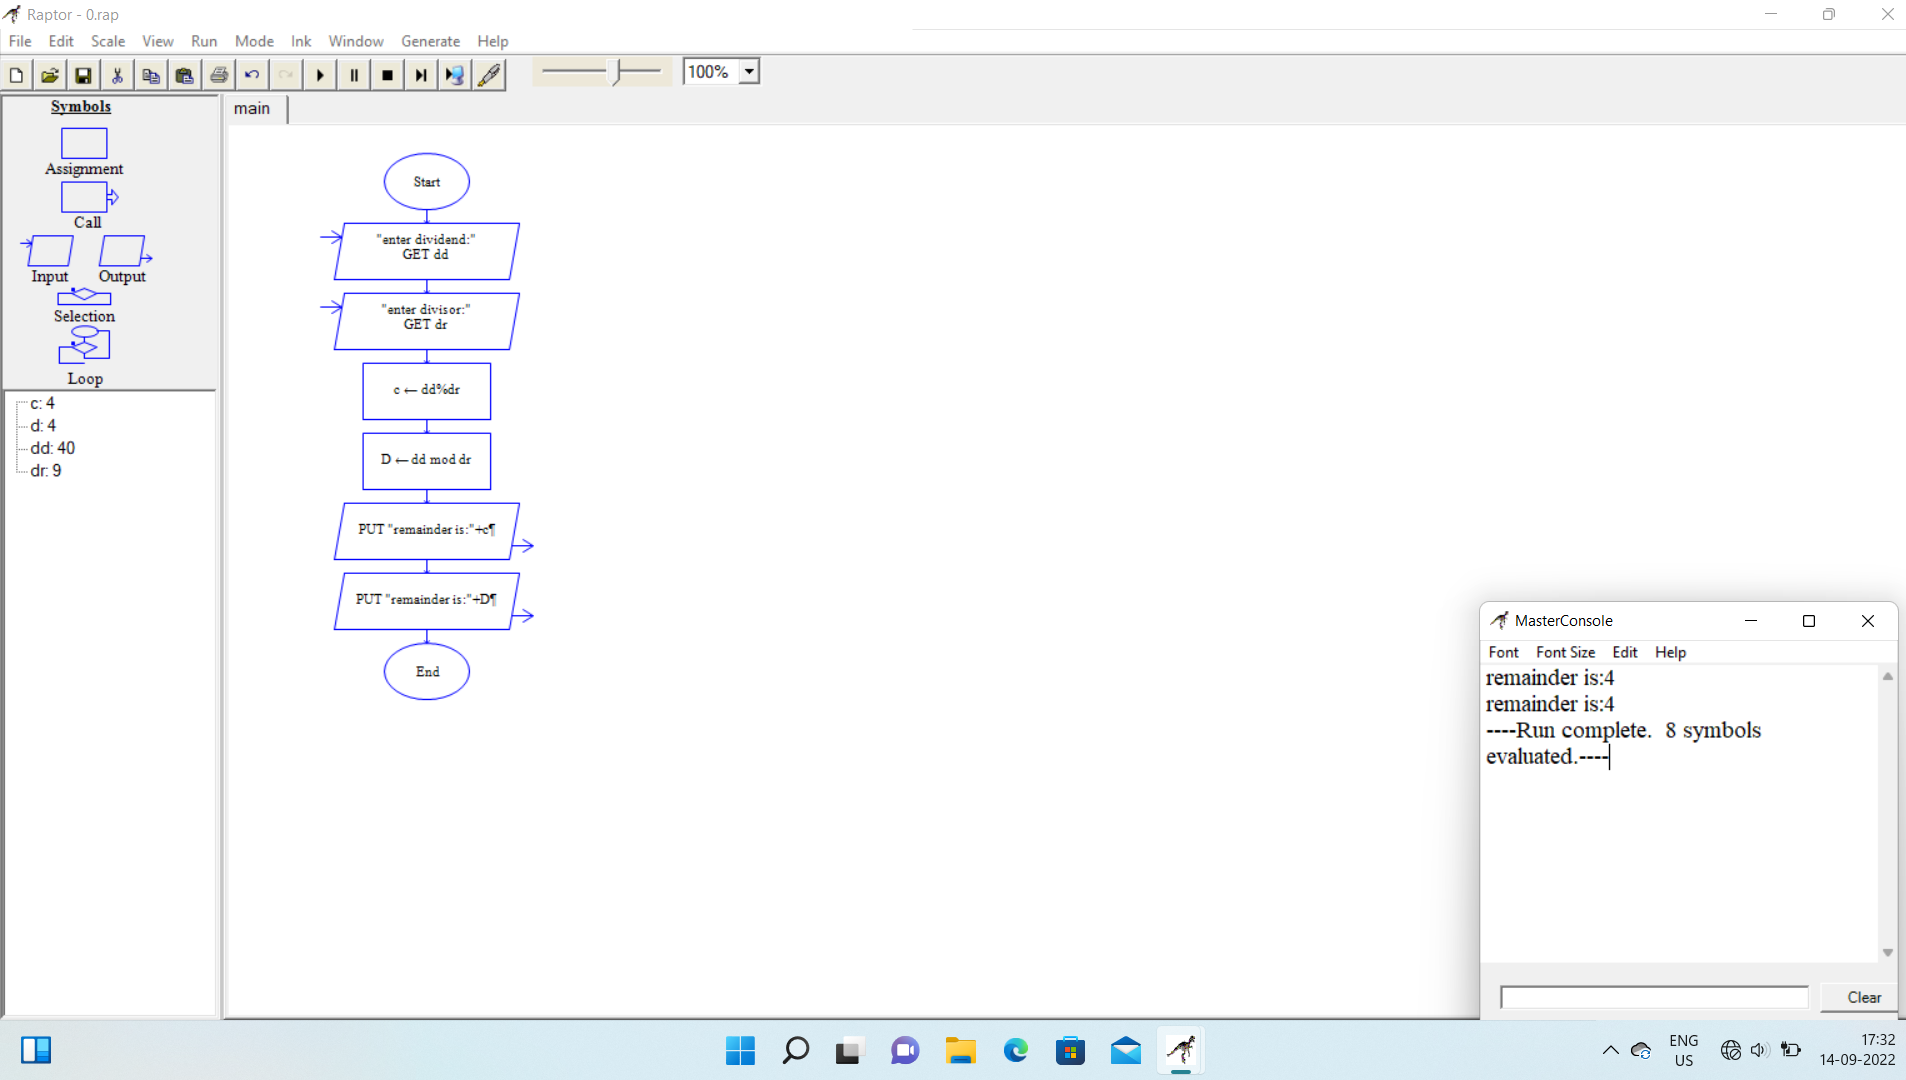 Raptor - 0.rap
File Edit Scale View Run Mode Ink Window Generate Help
100%
Symbols
Assignment
Call
Input Output
Selection
Loop
c: 4
d: 4
dd: 40
dr: 9
main
Start
"enter dividend:"
GET dd
"enter divisor:"
GET dr
c ← dd%dr
D ← dd mod dr
PUT "remainder is:"+c¶
PUT "remainder is:"+D¶
End
MasterConsole
Font Font Size Edit Help
remainder is:4
remainder is:4
----Run complete.  8 symbols
evaluated.----
Clear
ENG
US
17:32
14-09-2022